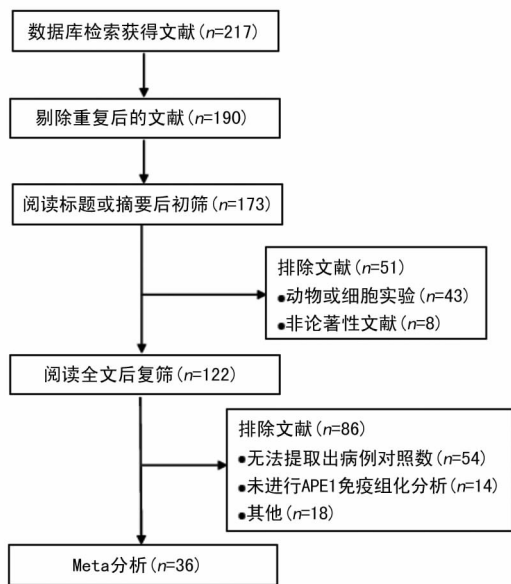 数据库检索获得文献(n=217)
剔除重复后的文献(n=190)
阅读标题或摘要后初筛(n=173)
排除文献(n=51)
●动物或细胞实验(n=43)
●非论著性文献(n=8)
阅读全文后复筛(n=122)
排除文献(n=86)
●无法提取出病例对照数(n=54)
●未进行APE1免疫组化分析(n=14)
●其他(n=18)
Meta分析(n=36)